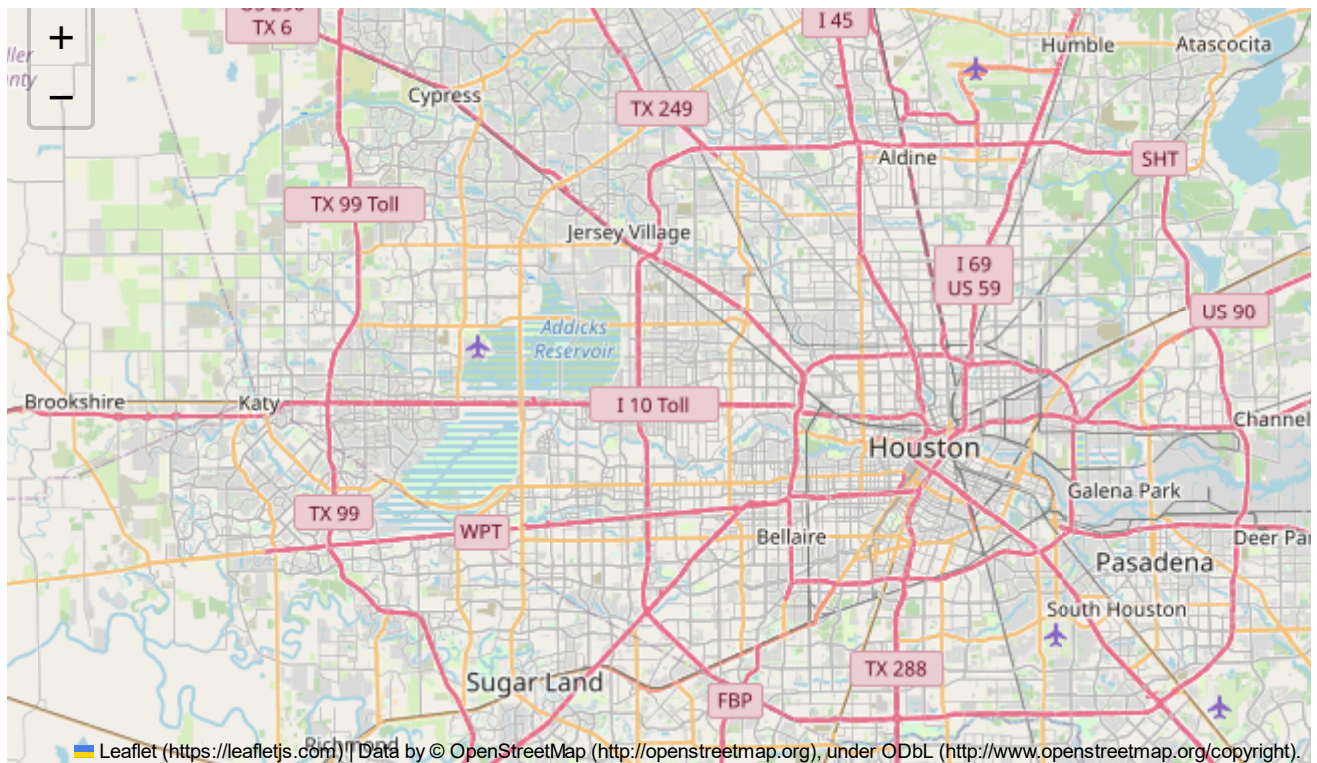 +
−
TX 6
I 45
Humble
Atascocita
Cypress
TX 249
Aldine
SHT
TX 99 Toll
Jersey Village
I 69
US 59
US 90
Addicks
Reservoir
Brookshire
Katy
I 10 Toll
Channel
Houston
Galena Park
TX 99
WPT
Bellaire
Deer Par
Pasadena
South Houston
TX 288
Sugar Land
FBP
Leaflet (https://leafletjs.com) | Data by © OpenStreetMap (http://openstreetmap.org), under ODbL (http://www.openstreetmap.org/copyright).